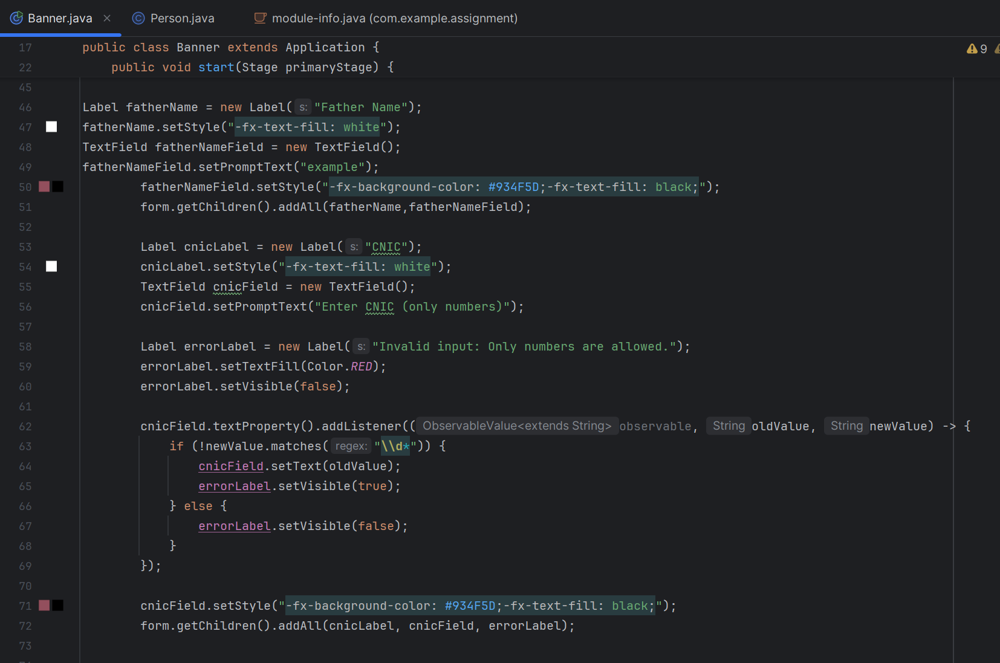 Banner.java
Person.java
module-info.java (com.example.assignment)
17 public class Banner extends Application {
9
22 public void start(Stage primaryStage) {
45
46 Label fatherName = new Label( s: "Father Name");
47 fatherName.setStyle("-fx-text-fill: white");
48 TextField fatherNameField = new TextField();
49 fatherNameField.setPromptText("example");
50 fatherNameField.setStyle("-fx-background-color: #934F5D;-fx-text-fill: black;");
51 form.getChildren().addAll(fatherName,fatherNameField);
52
53 Label cnicLabel = new Label( s: "CNIC");
54 cnicLabel.setStyle("-fx-text-fill: white");
55 TextField cnicField = new TextField();
56 cnicField.setPromptText("Enter CNIC (only numbers)");
57
58 Label errorLabel = new Label( s: "Invalid input: Only numbers are allowed.");
59 errorLabel.setTextFill(Color.RED);
60 errorLabel.setVisible(false);
61
62 cnicField.textProperty().addListener(( ObservableValue<extends String> observable, String oldValue, String newValue) -> {
63 if (!newValue.matches( regex: "\\d*")) {
64 cnicField.setText(oldValue);
65 errorLabel.setVisible(true);
66 } else {
67 errorLabel.setVisible(false);
68 }
69 });
70
71 cnicField.setStyle("-fx-background-color: #934F5D;-fx-text-fill: black;");
72 form.getChildren().addAll(cnicLabel, cnicField, errorLabel);
73